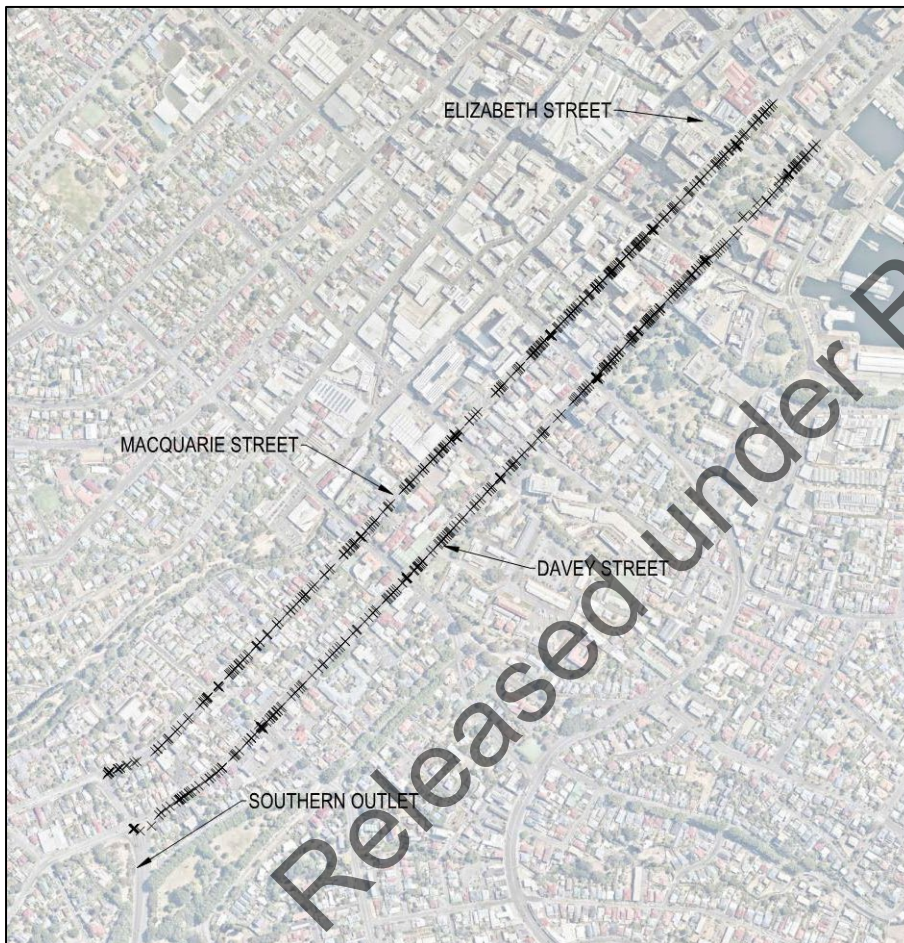 ELIZABETH STREET
MACQUARIE STREET
DAVEY STREET
SOUTHERN OUTLET
Released under R